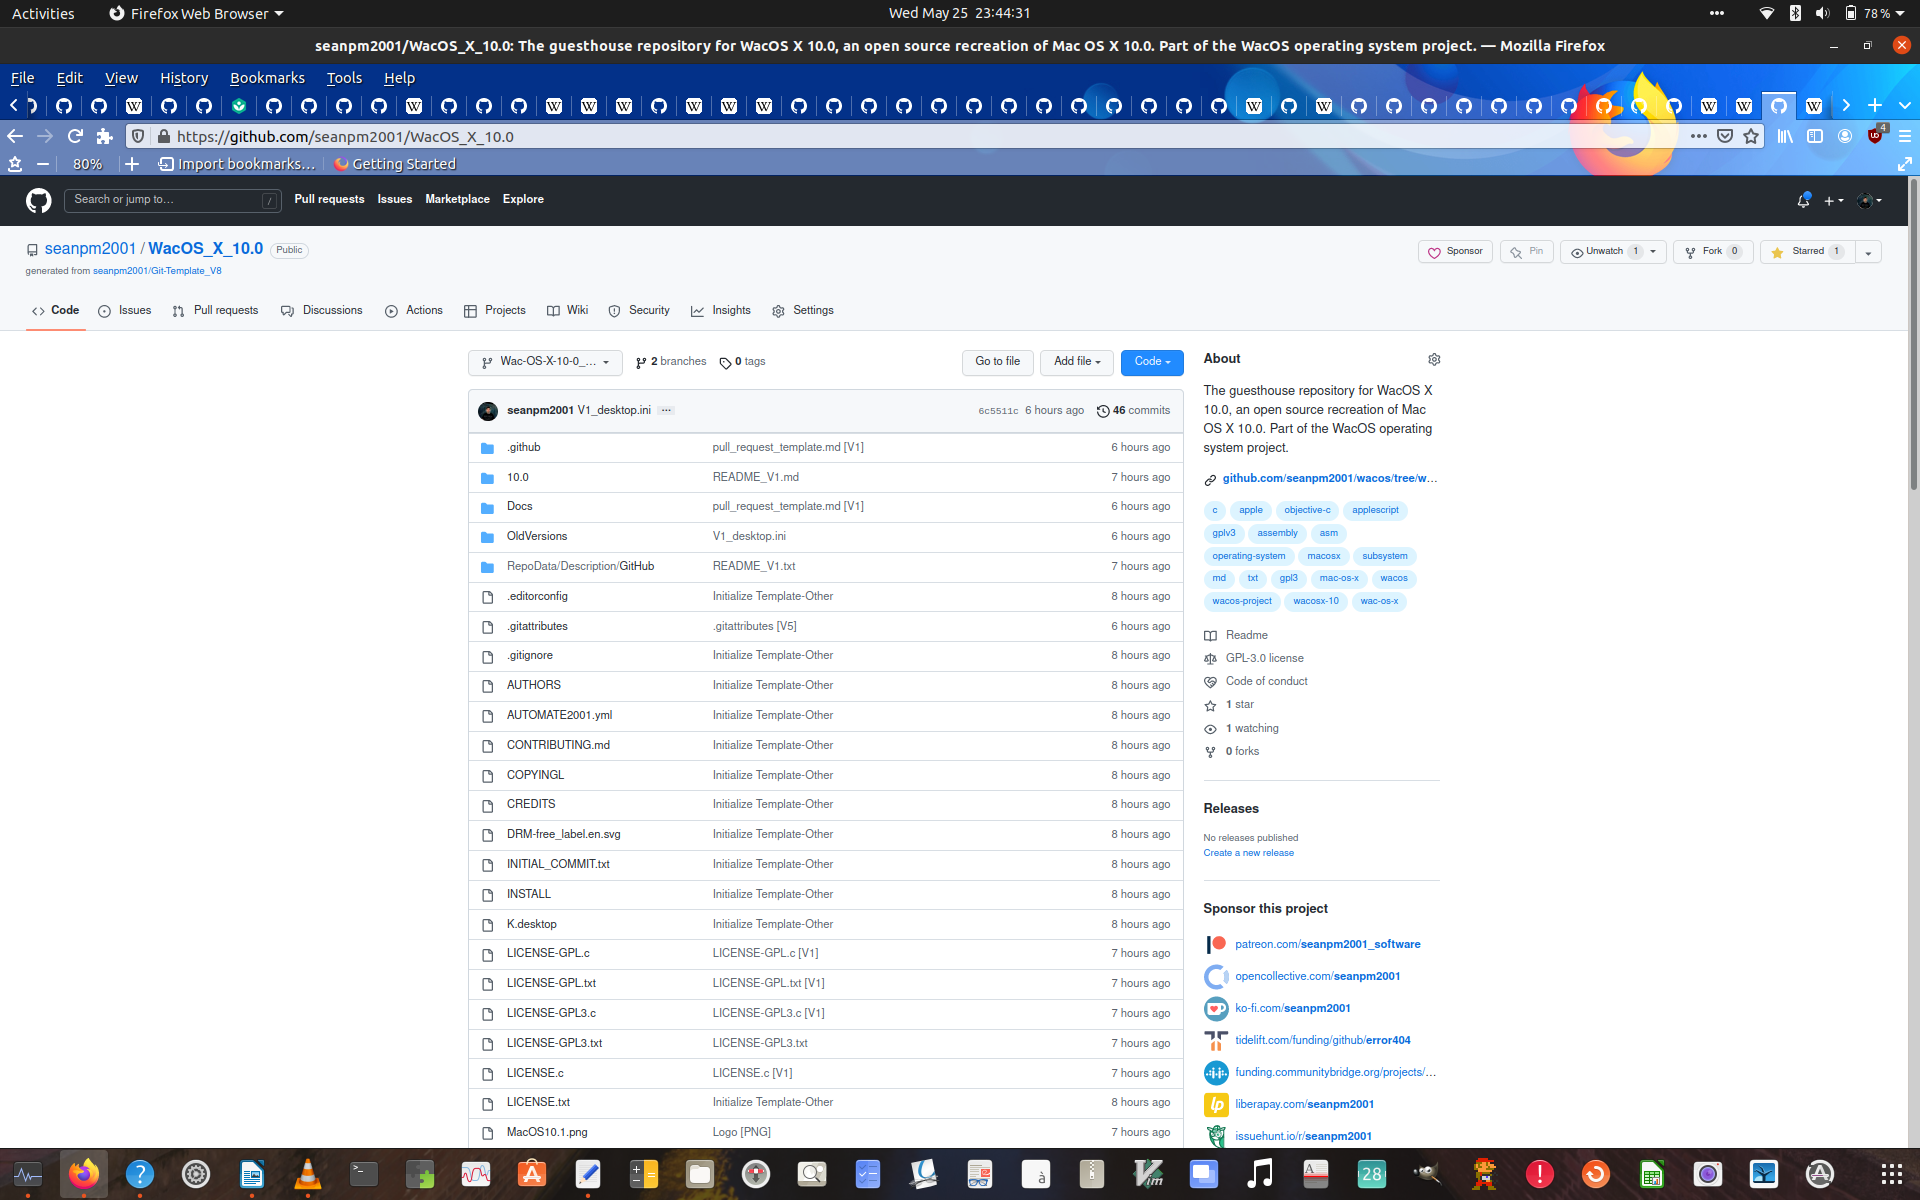 Activities
Firefox Web Browser
Wed May 25 23:44:31
78 %
seanpm2001/WacOS_X_10.0: The guesthouse repository for WacOS X 10.0, an open source recreation of Mac OS X 10.0. Part of the WacOS operating system project. — Mozilla Firefox
File Edit View History Bookmarks Tools Help
https://github.com/seanpm2001/WacOS_X_10.0
4
80% Import bookmarks… Getting Started
Search or jump to… / Pull requests Issues Marketplace Explore
seanpm2001 / WacOS_X_10.0 Public
Sponsor Pin Unwatch 1 Fork 0 Starred 1
generated from seanpm2001/Git-Template_V8
Code Issues Pull requests Discussions Actions Projects Wiki Security Insights Settings
Wac-OS-X-10-0_... 2 branches 0 tags Go to file Add file Code
seanpm2001 V1_desktop.ini ... 6c5511c 6 hours ago 46 commits
.github pull_request_template.md [V1] 6 hours ago
10.0 README_V1.md 7 hours ago
Docs pull_request_template.md [V1] 6 hours ago
OldVersions V1_desktop.ini 6 hours ago
RepoData/Description/GitHub README_V1.txt 7 hours ago
.editorconfig Initialize Template-Other 8 hours ago
.gitattributes .gitattributes [V5] 6 hours ago
.gitignore Initialize Template-Other 8 hours ago
AUTHORS Initialize Template-Other 8 hours ago
AUTOMATE2001.yml Initialize Template-Other 8 hours ago
CONTRIBUTING.md Initialize Template-Other 8 hours ago
COPYINGL Initialize Template-Other 8 hours ago
CREDITS Initialize Template-Other 8 hours ago
DRM-free_label.en.svg Initialize Template-Other 8 hours ago
INITIAL_COMMIT.txt Initialize Template-Other 8 hours ago
INSTALL Initialize Template-Other 8 hours ago
K.desktop Initialize Template-Other 8 hours ago
LICENSE-GPL.c LICENSE-GPL.c [V1] 7 hours ago
LICENSE-GPL.txt LICENSE-GPL.txt [V1] 7 hours ago
LICENSE-GPL3.c LICENSE-GPL3.c [V1] 7 hours ago
LICENSE-GPL3.txt LICENSE-GPL3.txt 7 hours ago
LICENSE.c LICENSE.c [V1] 7 hours ago
LICENSE.txt Initialize Template-Other 8 hours ago
MacOS10.1.png Logo [PNG] 7 hours ago
About
The guesthouse repository for WacOS X
10.0, an open source recreation of Mac
OS X 10.0. Part of the WacOS operating
system project.
github.com/seanpm2001/wacos/tree/w...
c apple objective-c applescript
gplv3 assembly asm
operating-system macosx subsystem
md txt gpl3 mac-os-x wacos
wacos-project wacosx-10 wac-os-x
Readme
GPL-3.0 license
Code of conduct
1 star
1 watching
0 forks
Releases
No releases published
Create a new release
Sponsor this project
patreon.com/seanpm2001_software
opencollective.com/seanpm2001
ko-fi.com/seanpm2001
tidelift.com/funding/github/error404
funding.communitybridge.org/projects/...
liberapay.com/seanpm2001
issuehunt.io/r/seanpm2001
28